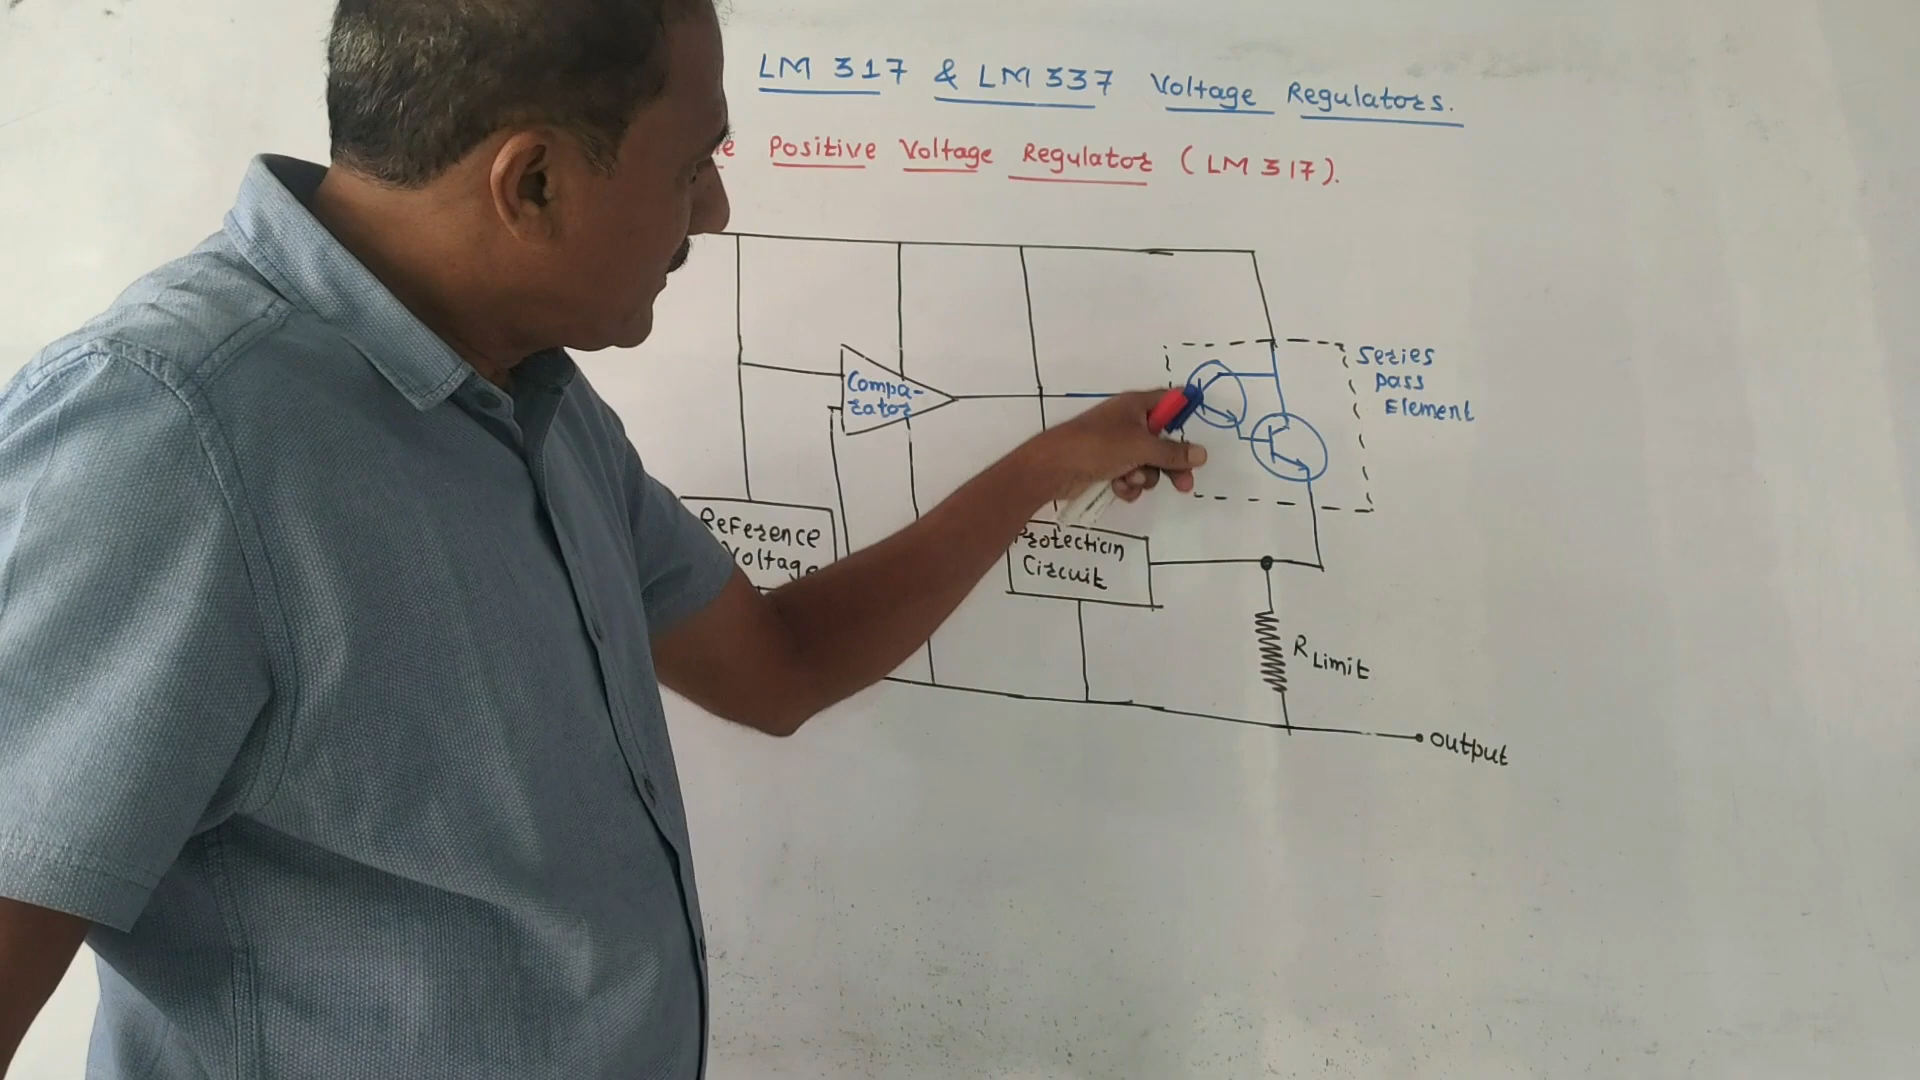 LM 317 & LM 337 Voltage Regulators.
Positive Voltage Regulator (LM 317).
Series
pass
Element
Compa-
rator
Reference
Voltage
Protection
Circuit
R Limit
output